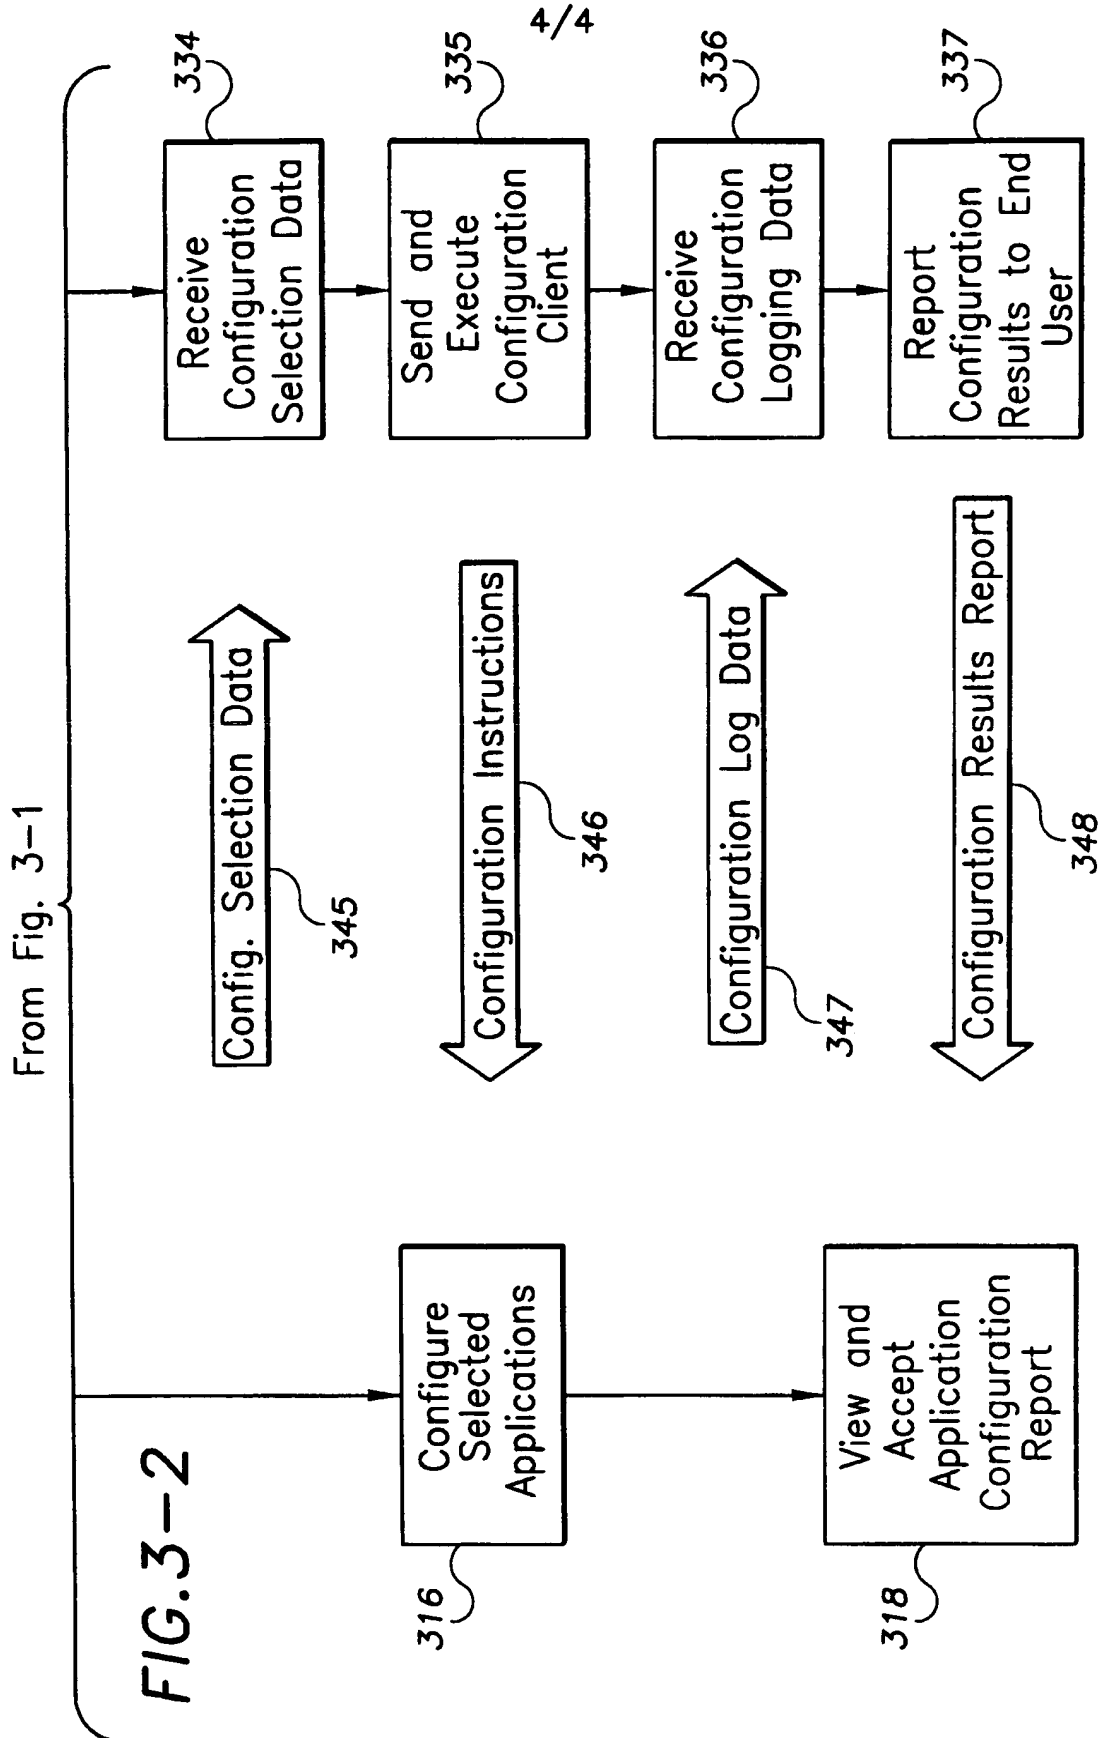 4/4
From Fig. 3-1
FIG.3-2
Configure
Selected
Applications
316
View and
Accept
Application
Configuration
Report
318
Config. Selection Data
345
Configuration Instructions
346
Configuration Log Data
347
Configuration Results Report
348
Receive
Configuration
Selection Data
334
Send and
Execute
Configuration
Client
335
Receive
Configuration
Logging Data
336
Report
Configuration
Results to End
User
337